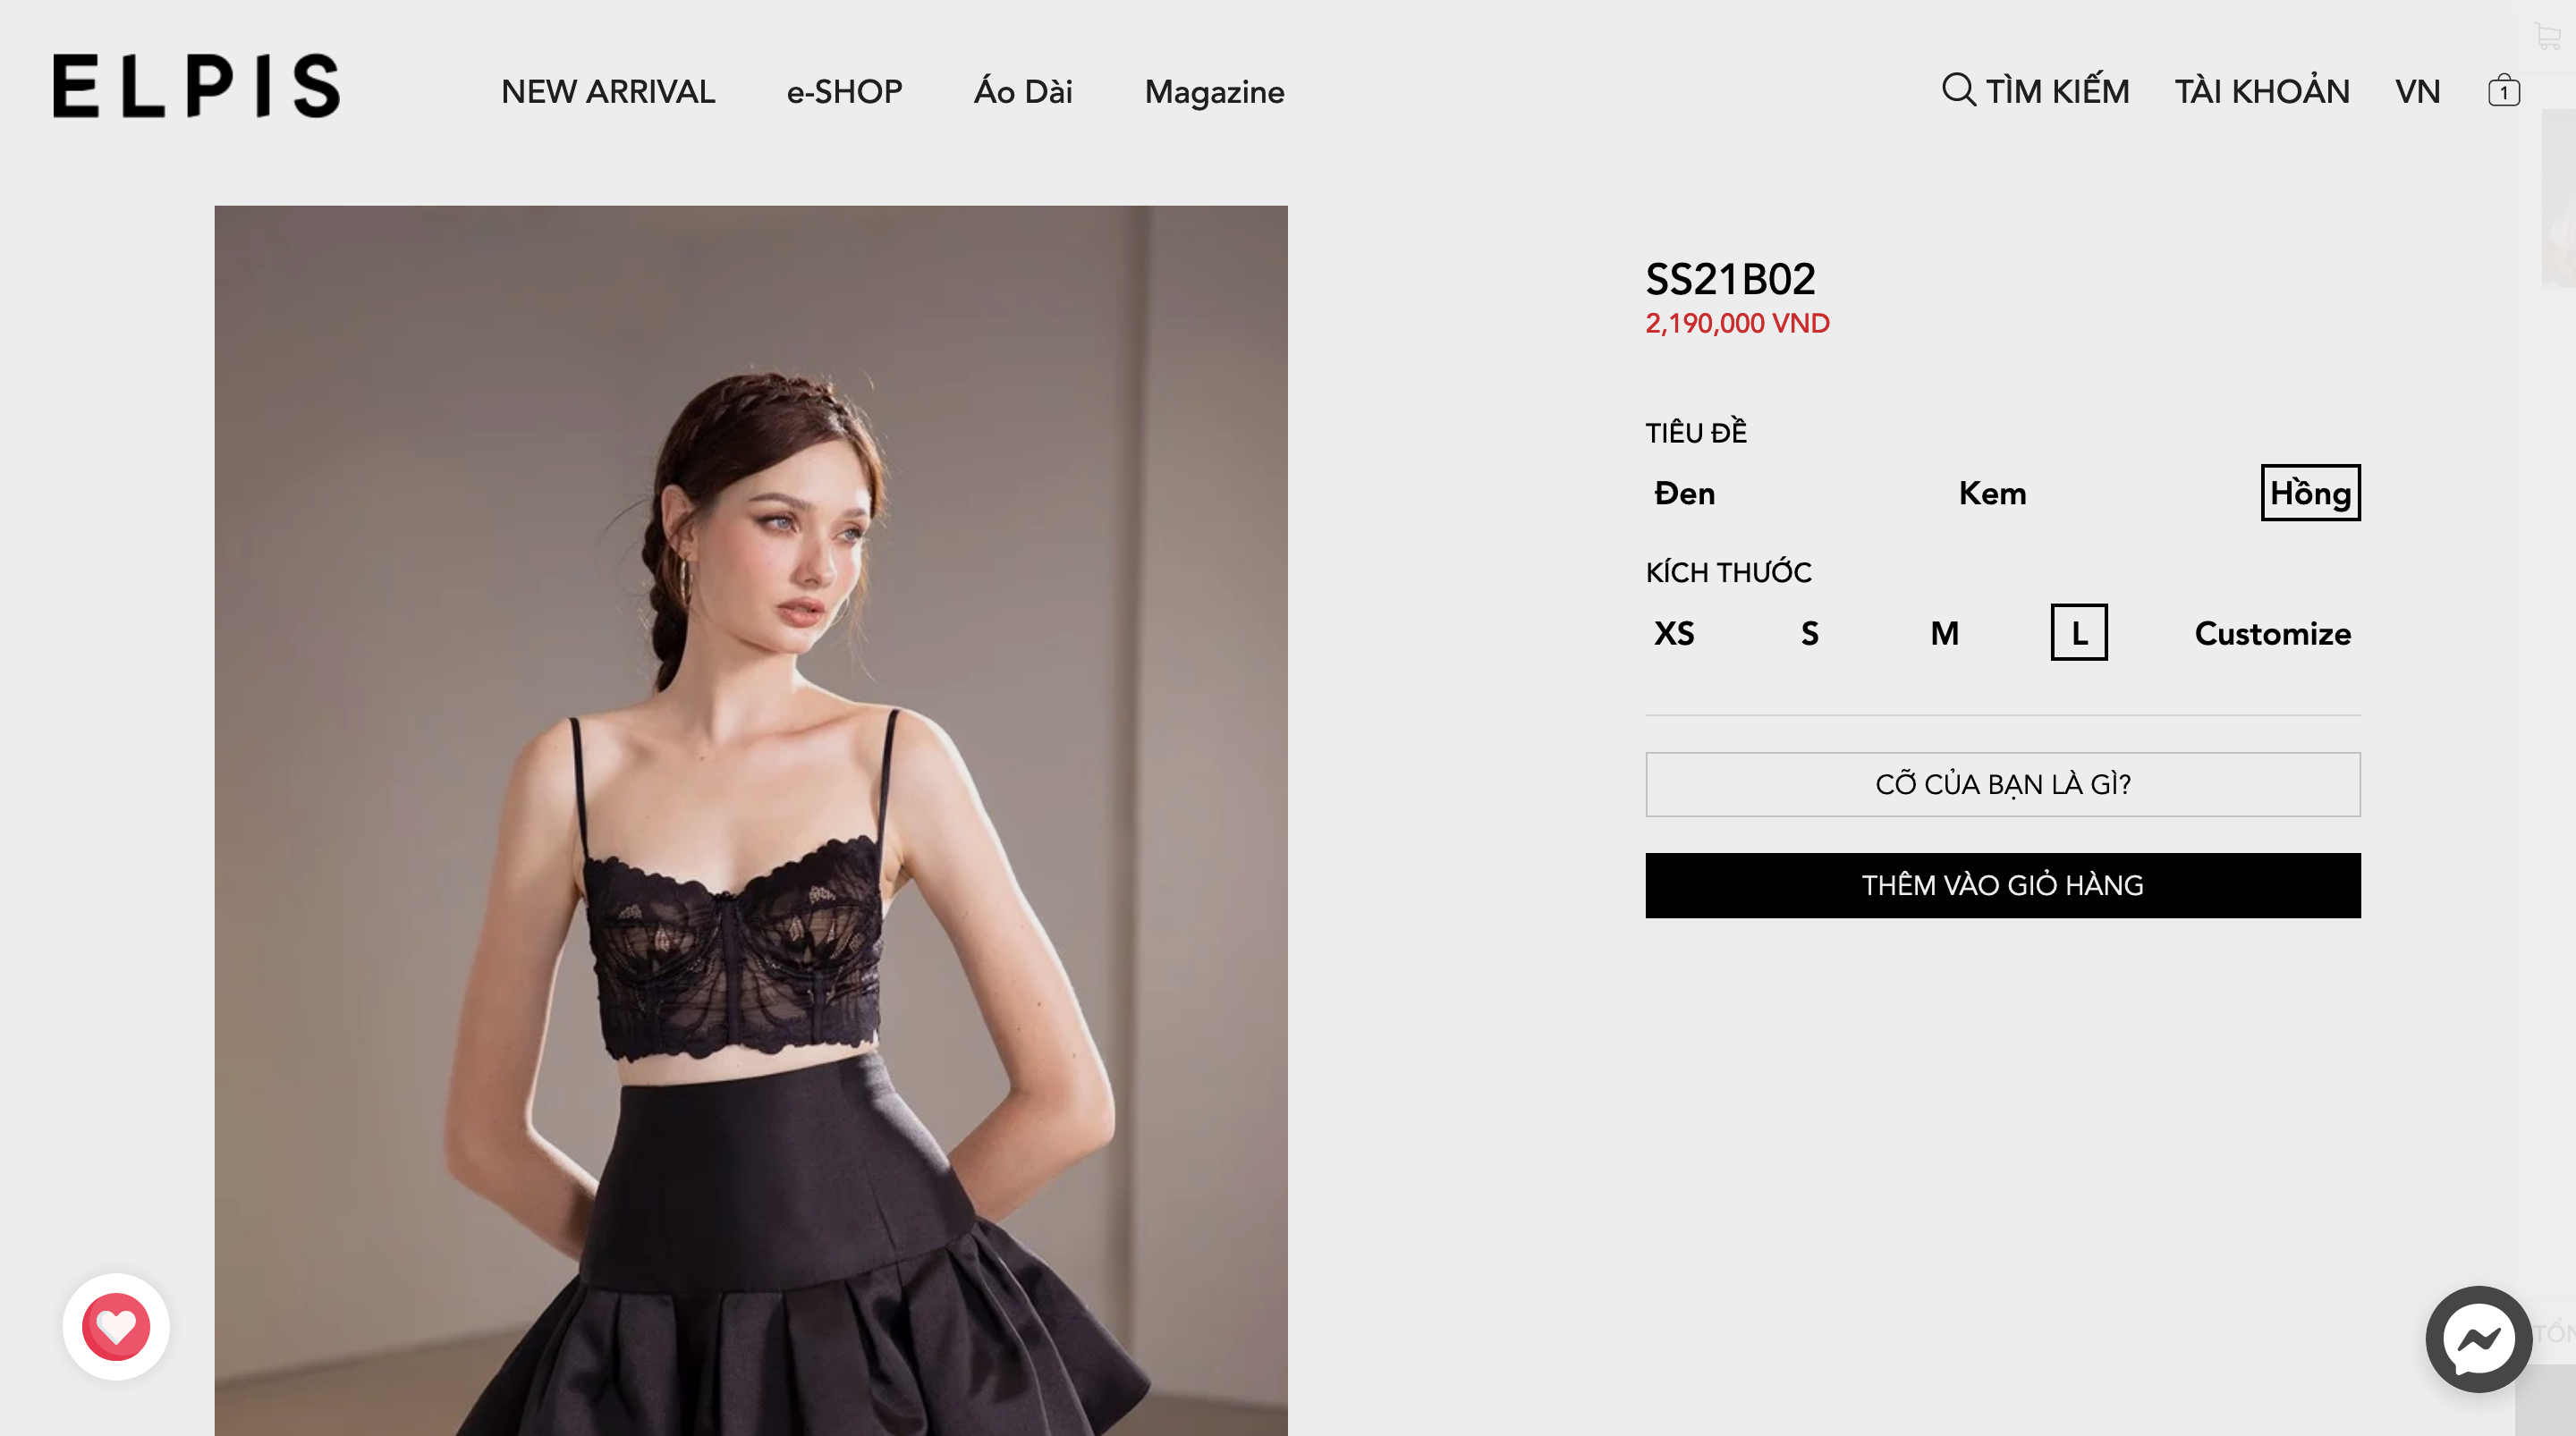 ELPIS
NEW ARRIVAL e-SHOP Áo Dài Magazine
TÌM KIẾM TÀI KHOẢN VN 1
SS21B02
2,190,000 VND
TIÊU ĐỀ
Đen Kem Hồng
KÍCH THƯỚC
XS S M L Customize
CỠ CỦA BẠN LÀ GÌ?
THÊM VÀO GIỎ HÀNG